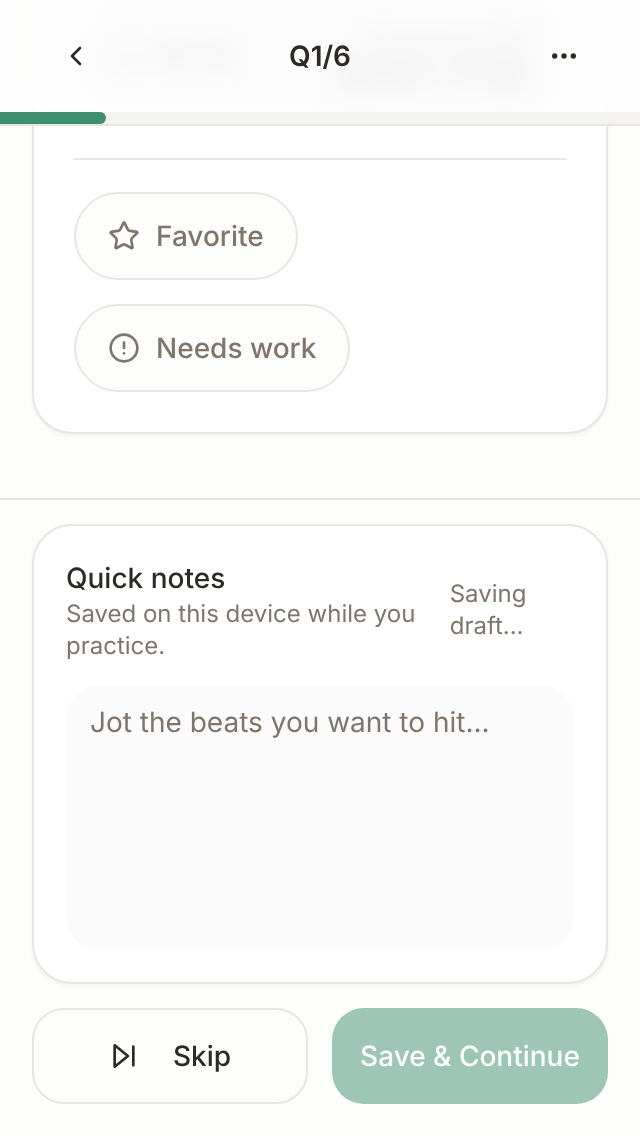 Q1/6
Favorite
Needs work
Quick notes
Saved on this device while you
practice.
Saving
draft...
Jot the beats you want to hit...
Skip
Save & Continue